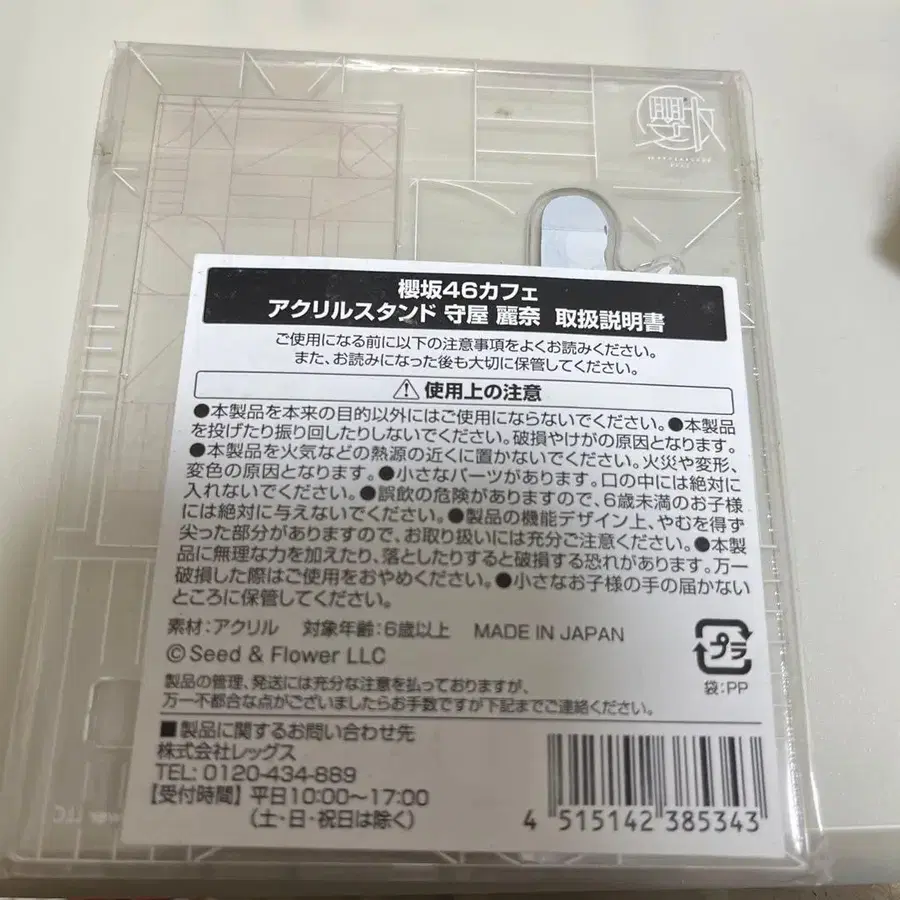 櫻坂
櫻坂46カフェ
アクリルスタンド 守屋 麗奈 取扱説明書
ご使用になる前に以下の注意事項をよくお読みください。
また、お読みになった後も大切に保管してください。
使用上の注意
●本製品を本来の目的以外にはご使用にならないでください。●本製品
を投げたり振り回したりしないでください。破損やけがの原因となります。
●本製品を火気などの熱源の近くに置かないでください。火災や変形、
変色の原因となります。●小さなパーツがあります。口の中には絶対に
入れないでください。●誤飲の危険がありますので、6歳未満のお子様
には絶対に与えないでください。●製品の機能デザイン上、やむを得ず
尖った部分がありますので、お取り扱いには充分ご注意ください。●本製
品に無理な力を加えたり、落としたりすると破損する恐れがあります。万一
破損した際はご使用をおやめください。●小さなお子様の手の届かない
ところに保管してください。
素材:アクリル 対象年齢:6歳以上 MADE IN JAPAN
©Seed & Flower LLC
プラ
袋:PP
製品の管理、発送には充分な注意を払っておりますが、
万一不都合な点がございましたらお手数ですが下記までご連絡ください。
■製品に関するお問い合わせ先
株式会社レッグス
TEL: 0120-434-889
【受付時間】平日10:00〜17:00
(土・日・祝日は除く)
4 515142 385343